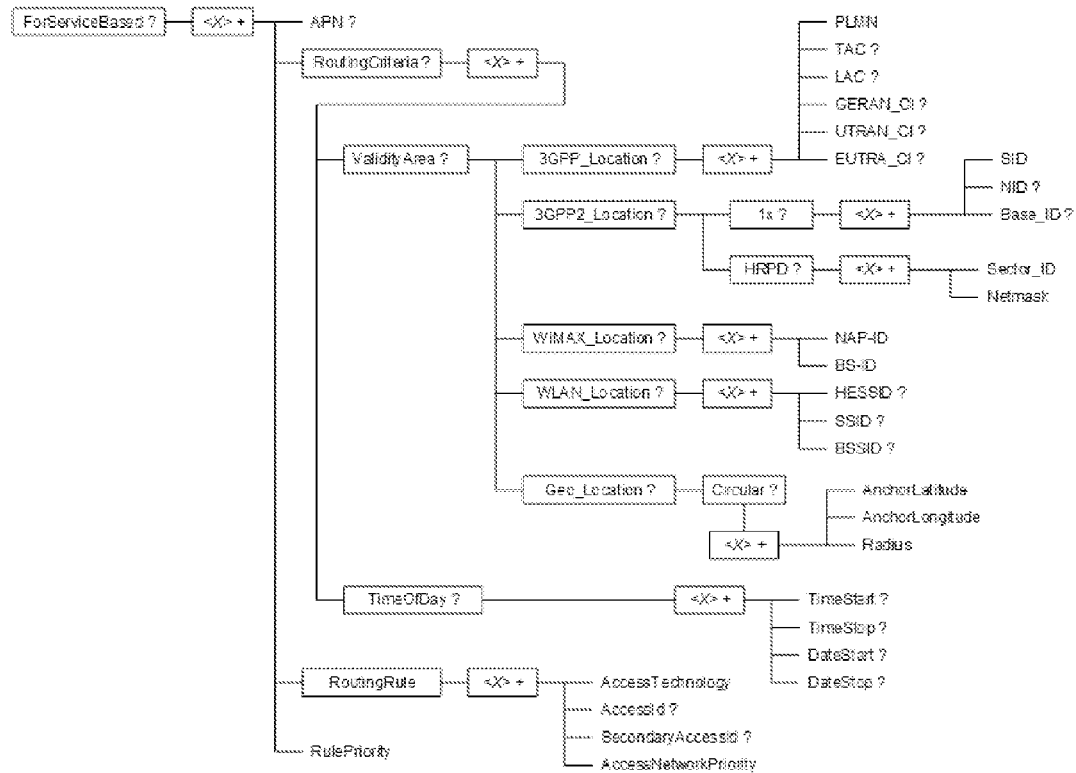 ForServiceBased ? <X> + APN ? PLMN
RoutingCriteria ? <X> + TAC ?
LAC ?
GERAN_CI ?
UTRAN_CI ?
ValidityArea ? 3GPP_Location ? <X> + EUTRA_CI ? SID
NID ?
3GPP2_Location ? 1x ? <X> + Base_ID ?
HRPD ? <X> + Sector_ID
Netmask
WiMAX_Location ? <X> + NAP-ID
BS-ID
WLAN_Location ? <X> + HESSID ?
SSID ?
BSSID ?
Geo_Location ? Circular ? AnchorLatitude
AnchorLongitude
<X> + Radius
TimeOfDay ? <X> + TimeStart ?
TimeStop ?
DateStart ?
RoutingRule <X> + AccessTechnology DateStop ?
AccessId ?
SecondaryAccessId ?
RulePriority
AccessNetworkPriority